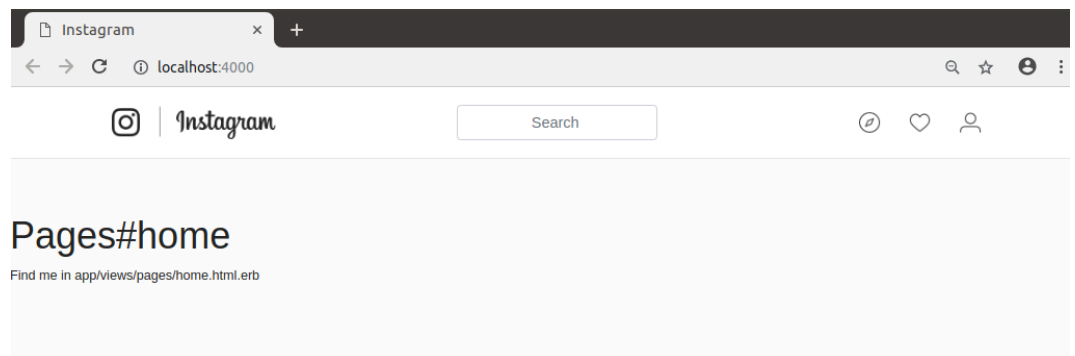 Instagram
localhost:4000
Instagram
Search
Pages#home
Find me in app/views/pages/home.html.erb